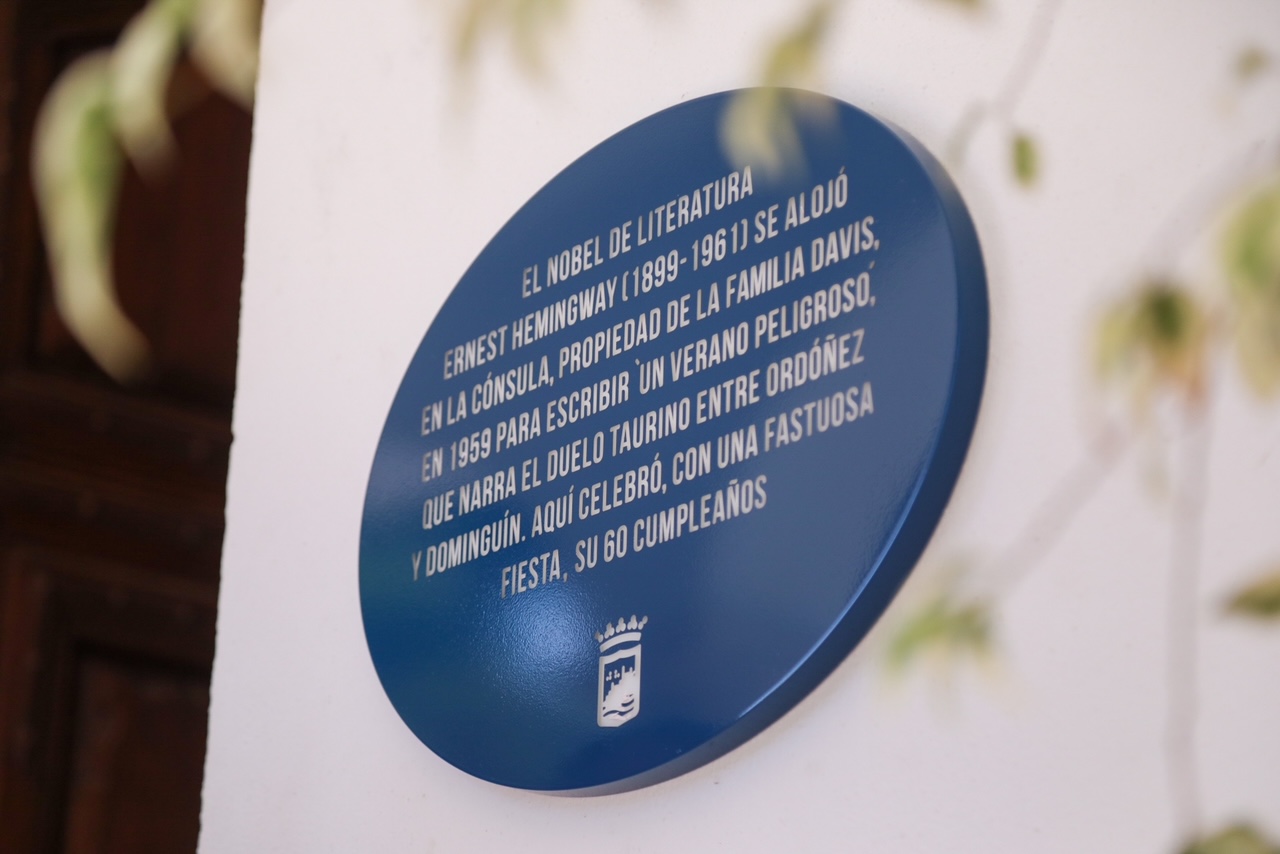 EL NOBEL DE LITERATURA
ERNEST HEMINGWAY (1899-1961) SE ALOJÓ
EN LA CÓNSULA, PROPIEDAD DE LA FAMILIA DAVIS,
EN 1959 PARA ESCRIBIR `UN VERANO PELIGROSO´,
QUE NARRA EL DUELO TAURINO ENTRE ORDÓÑEZ
Y DOMINGUÍN. AQUÍ CELEBRÓ, CON UNA FASTUOSA
FIESTA, SU 60 CUMPLEAÑOS